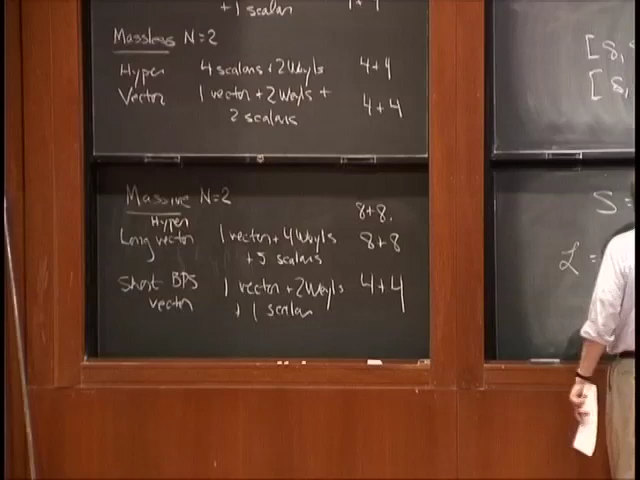 + 1 scalar
Massless N=2
Hyper 4 scalars + 2 Weyls 4+4
Vector 1 vector + 2 Weyls + 4+4
2 scalars
Massive N=2
Hyper 8+8.
Long vector 1 vector + 4 Weyls 8+8
+ 5 scalars
Short BPS 1 vector + 2 Weyls 4+4
vector + 1 scalar
[8,
[8,
S =
ℒ =